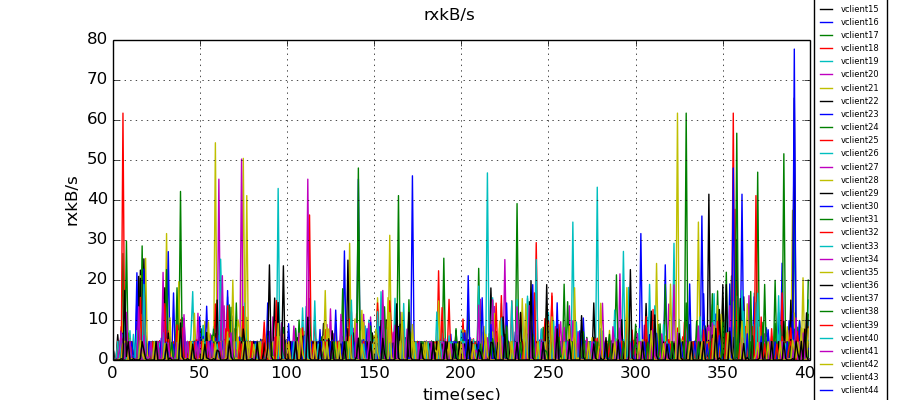 rxkB/s
80
70
60
50
40
30
20
10
0
rxkB/s
0 50 100 150 200 250 300 350 40
time(sec)
vclient15
vclient16
vclient17
vclient18
vclient19
vclient20
vclient21
vclient22
vclient23
vclient24
vclient25
vclient26
vclient27
vclient28
vclient29
vclient30
vclient31
vclient32
vclient33
vclient34
vclient35
vclient36
vclient37
vclient38
vclient39
vclient40
vclient41
vclient42
vclient43
vclient44